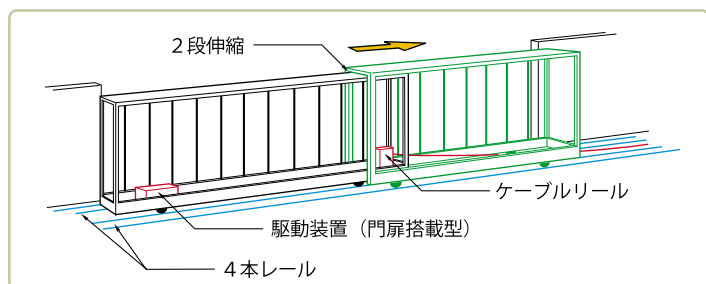 ２段伸縮
ケーブルリール
駆動装置（門扉搭載型）
４本レール